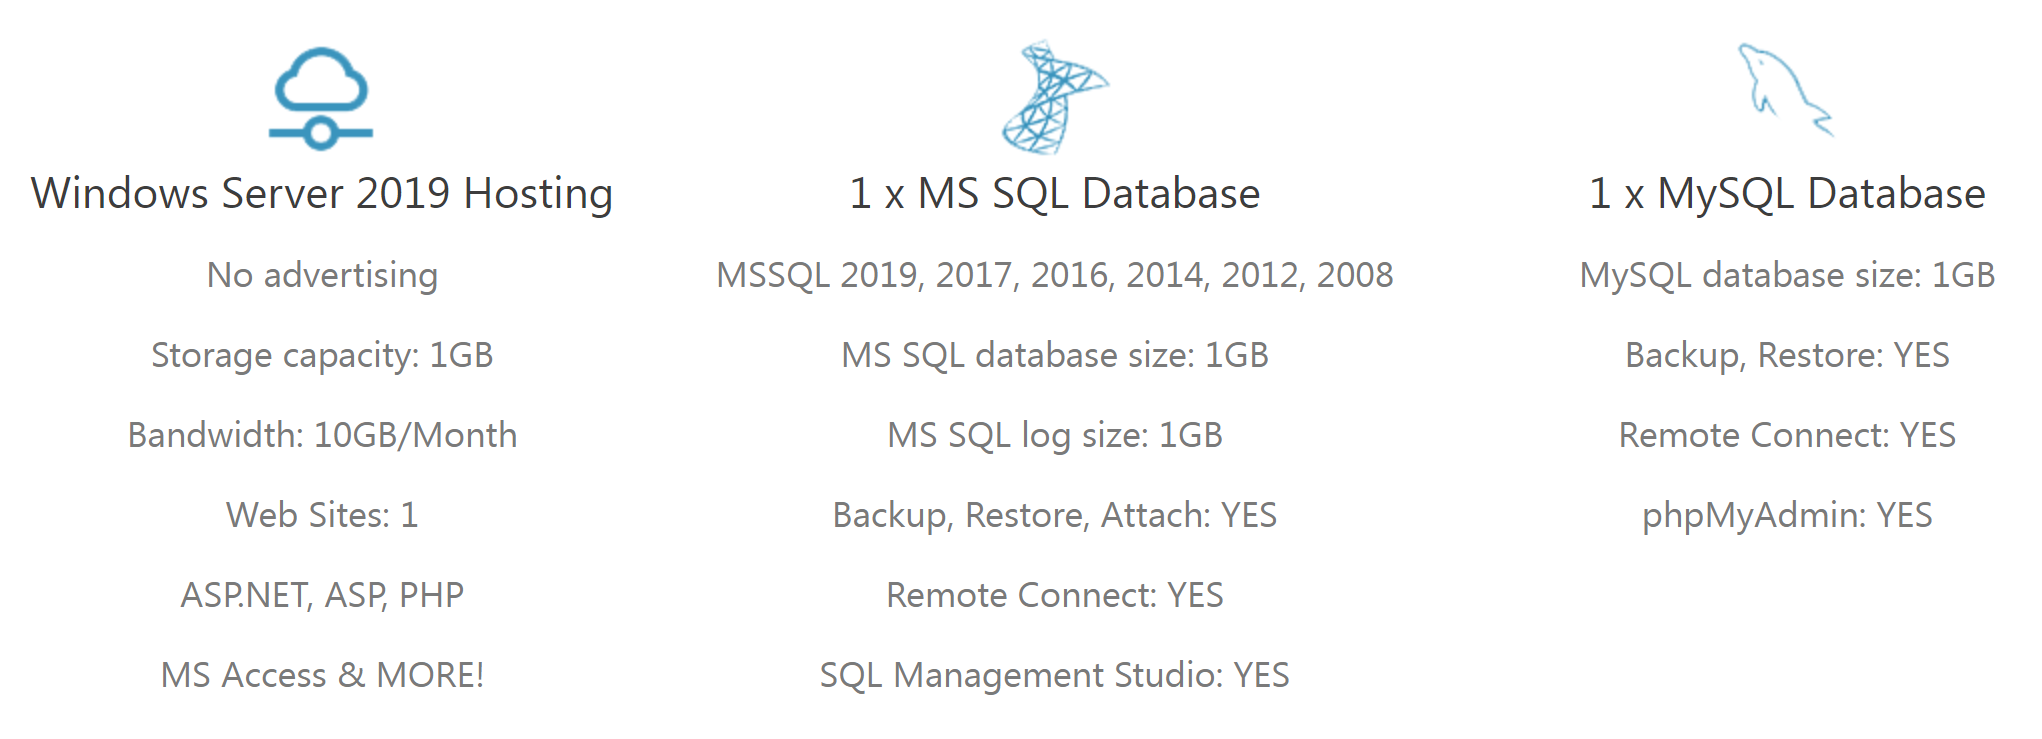 Windows Server 2019 Hosting
No advertising
Storage capacity: 1GB
Bandwidth: 10GB/Month
Web Sites: 1
ASP.NET, ASP, PHP
MS Access & MORE!
1 x MS SQL Database
MSSQL 2019, 2017, 2016, 2014, 2012, 2008
MS SQL database size: 1GB
MS SQL log size: 1GB
Backup, Restore, Attach: YES
Remote Connect: YES
SQL Management Studio: YES
1 x MySQL Database
MySQL database size: 1GB
Backup, Restore: YES
Remote Connect: YES
phpMyAdmin: YES